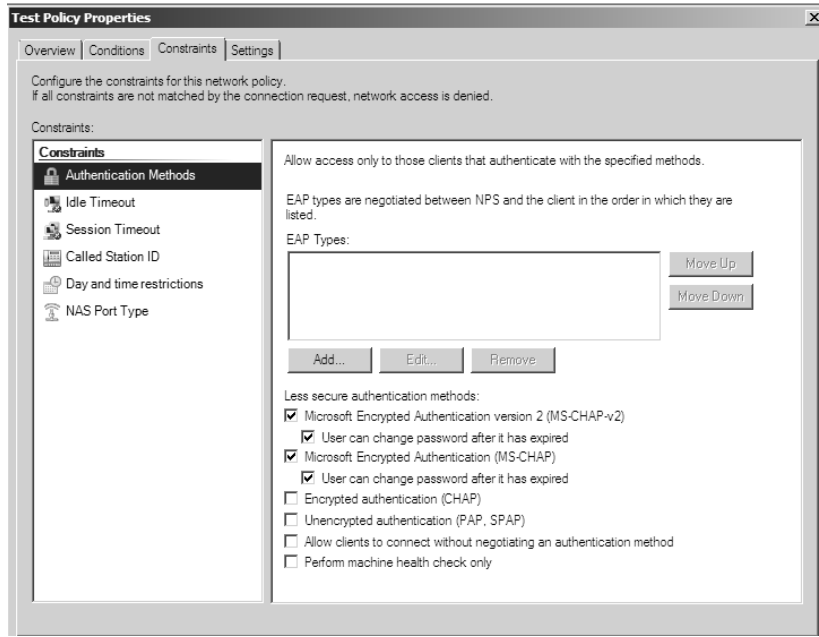 Test Policy Properties
X
Overview
Conditions
Constraints
Settings
Configure the constraints for this network policy.
If all constraints are not matched by the connection request, network access is denied.
Constraints:
Constraints
Authentication Methods
Idle Timeout
Session Timeout
Called Station ID
Day and time restrictions
NAS Port Type
Allow access only to those clients that authenticate with the specified methods.
EAP types are negotiated between NPS and the client in the order in which they are
listed.
EAP Types:
Move Up
Move Down
Add...
Edit...
Remove
Less secure authentication methods:
Microsoft Encrypted Authentication version 2 (MS-CHAP-v2)
User can change password after it has expired
Microsoft Encrypted Authentication (MS-CHAP)
User can change password after it has expired
Encrypted authentication (CHAP)
Unencrypted authentication (PAP, SPAP)
Allow clients to connect without negotiating an authentication method
Perform machine health check only